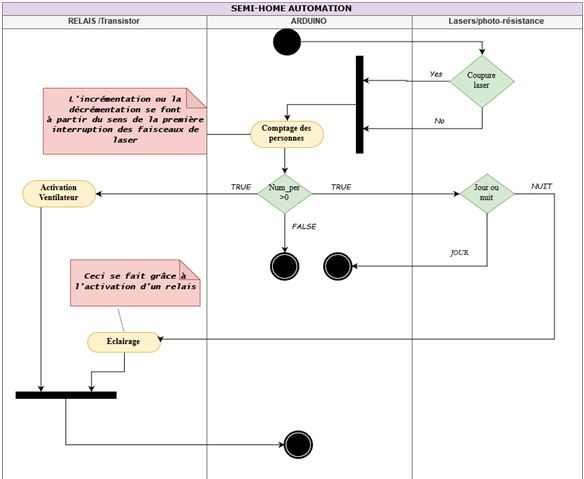 SEMI-HOME AUTOMATION
RELAIS /Transistor
ARDUINO
Lasers/photo-résistance
Coupure
laser
Yes
No
L'incrémentation ou la
décrémentation se font
à partir du sens de la première
interruption des faisceaux de
laser
Comptage des
personnes
Activation
Ventilateur
TRUE
Num_per
>0
TRUE
Jour ou
nuit
NUIT
FALSE
JOUR
Ceci se fait grâce à
l'activation d'un relais
Eclairage